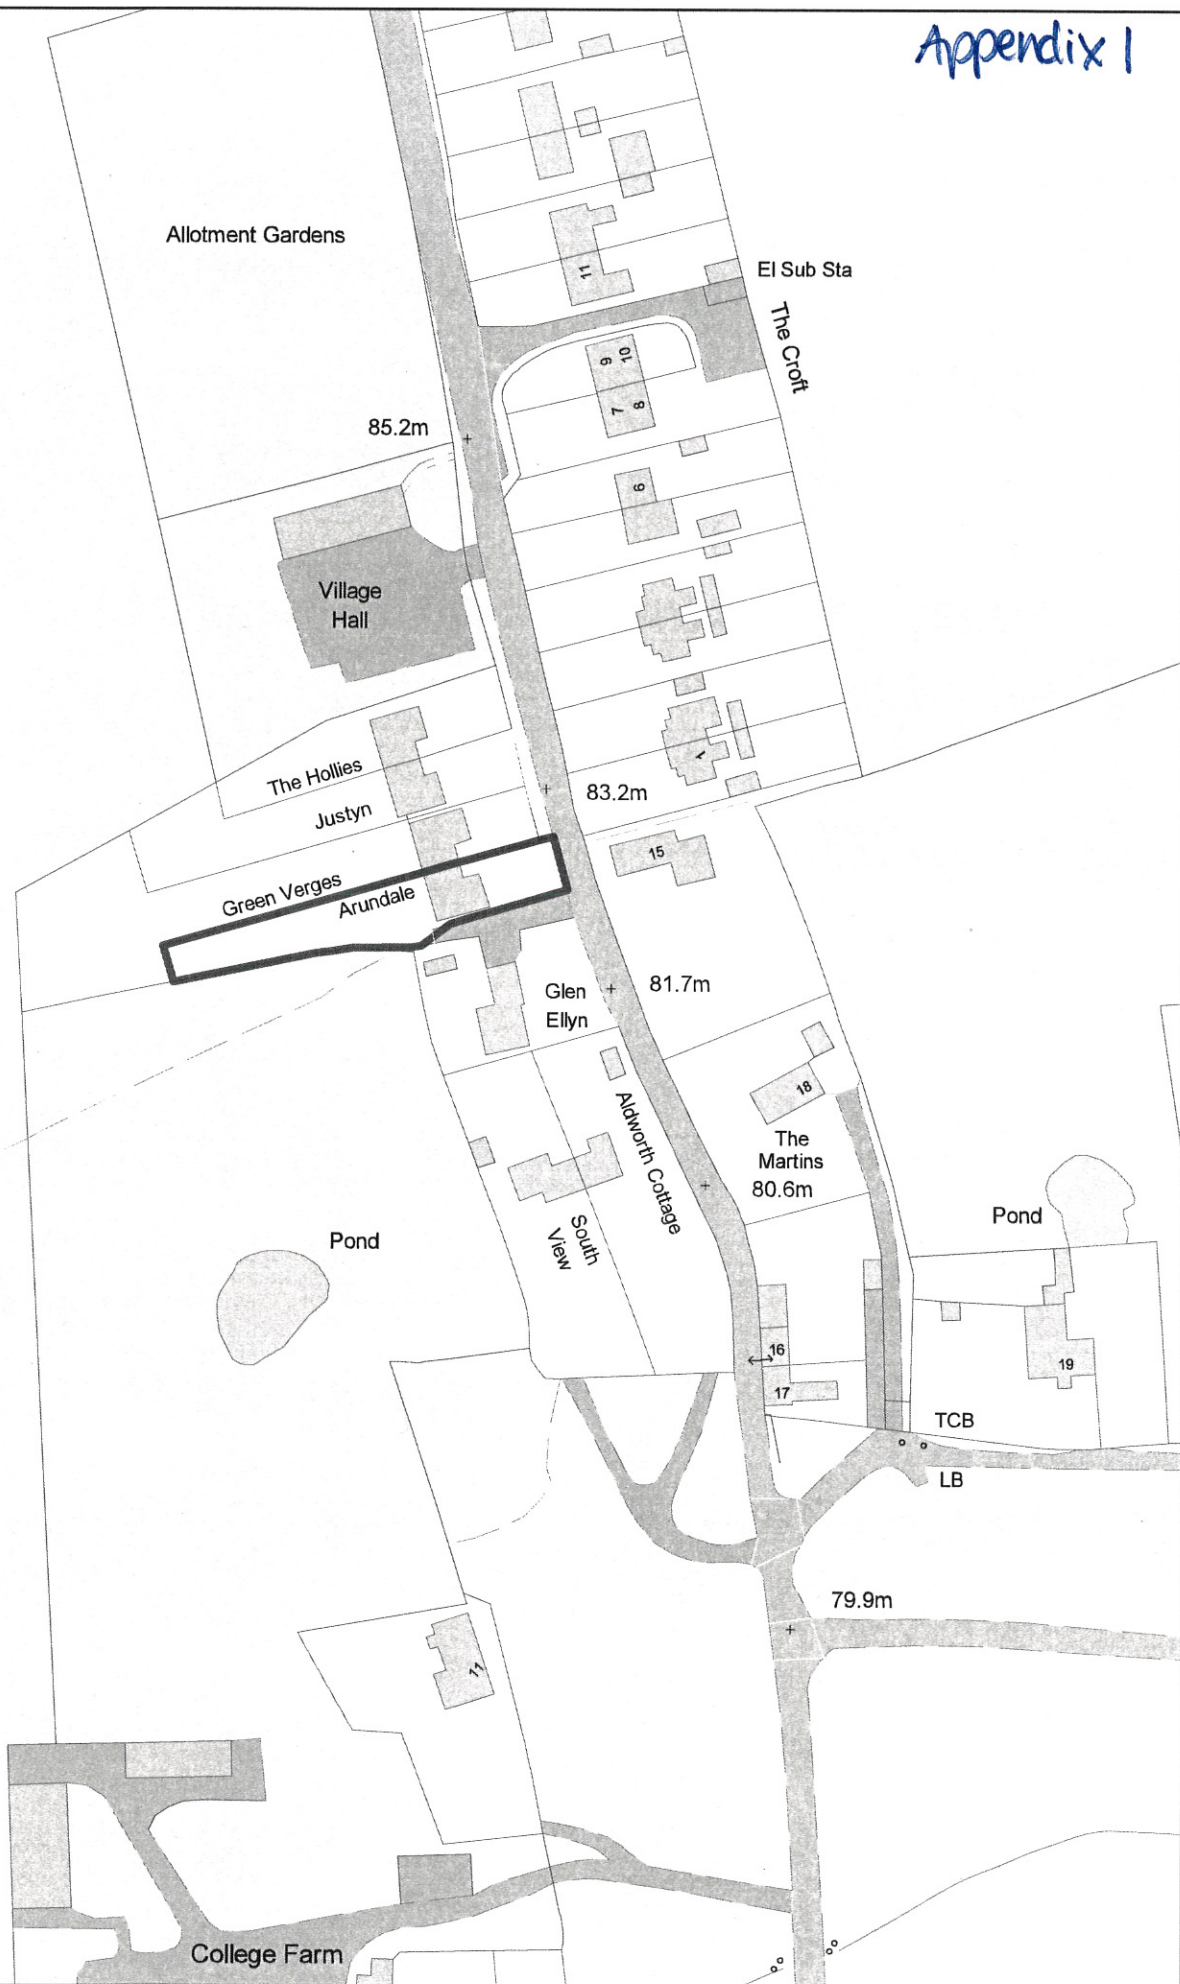 Appendix 1
Allotment Gardens
El Sub Sta
11
The Croft
9
10
7
8
85.2m
6
Village
Hall
The Hollies
1
83.2m
Justyn
15
Green Verges
Arundale
81.7m
Glen
Ellyn
18
Aldworth Cottage
The
Martins
80.6m
Pond
South
View
Pond
16
19
17
TCB
LB
79.9m
11
College Farm